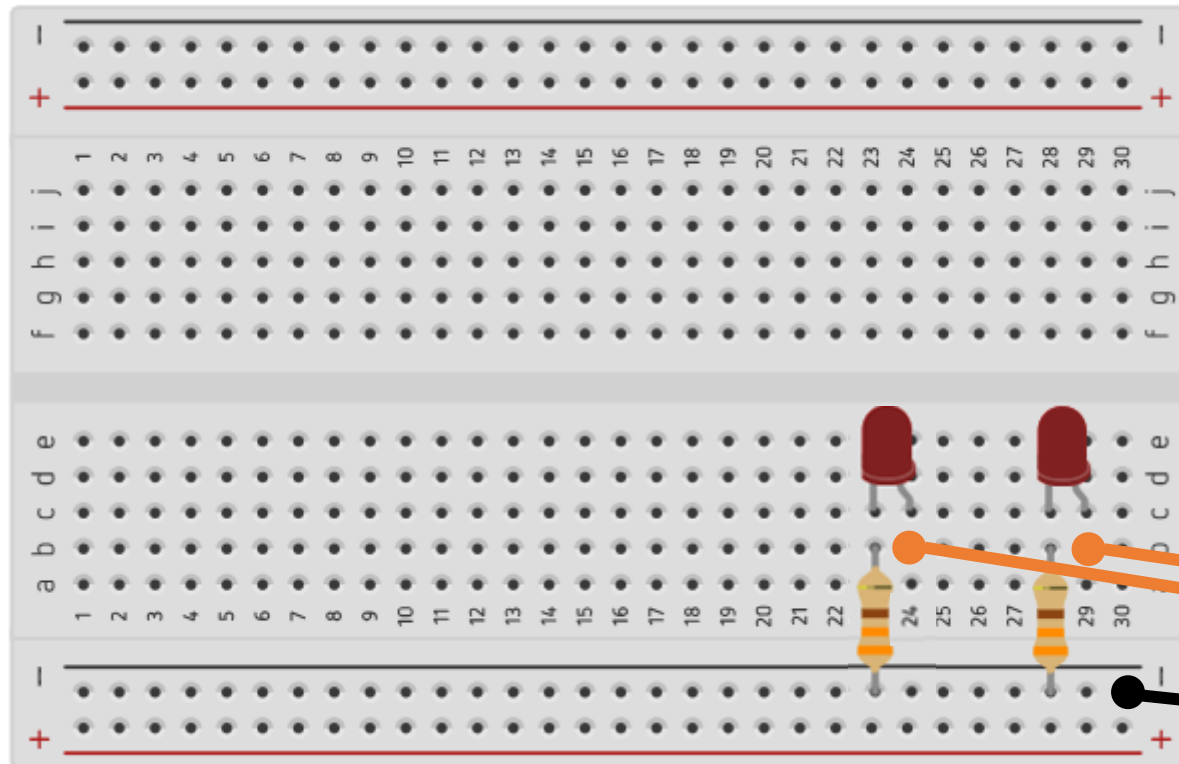 − −
+ +
1 2 3 4 5 6 7 8 9 10 11 12 13 14 15 16 17 18 19 20 21 22 23 24 25 26 27 28 29 30
j j
i i
h h
g g
f f
e e
d d
c c
b
a
1 2 3 4 5 6 7 8 9 10 11 12 13 14 15 16 17 18 19 20 21 22 24 25 26 27 29 30
− −
+ +